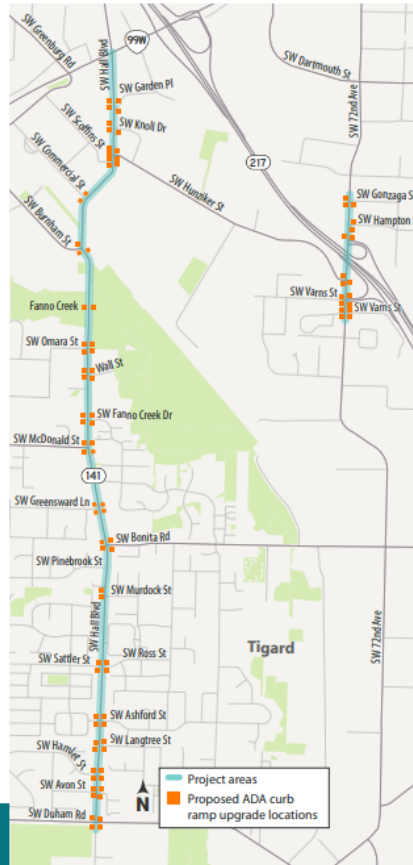 SW Greenburg Rd
SW Hall Blvd
99W
SW Dartmouth St
SW 72nd Ave
SW Garden Pl
SW Scoffins St
SW Knoll Dr
217
SW Commercial St
SW Hunziker St
SW Gonzaga S
SW Burnham St
SW Hampton
SW Varns St
SW Varns St
Fanno Creek
SW Omara St
Wall St
SW Fanno Creek Dr
SW McDonald St
141
SW Greensward Ln
SW Bonita Rd
SW Pinebrook St
SW Murdock St
SW Hall Blvd
Tigard
SW 72nd Ave
SW Ross St
SW Sattler St
SW Ashford St
SW Langtree St
SW Hamlet St
SW Avon St
N
SW Durham Rd
Project areas
Proposed ADA curb
ramp upgrade locations